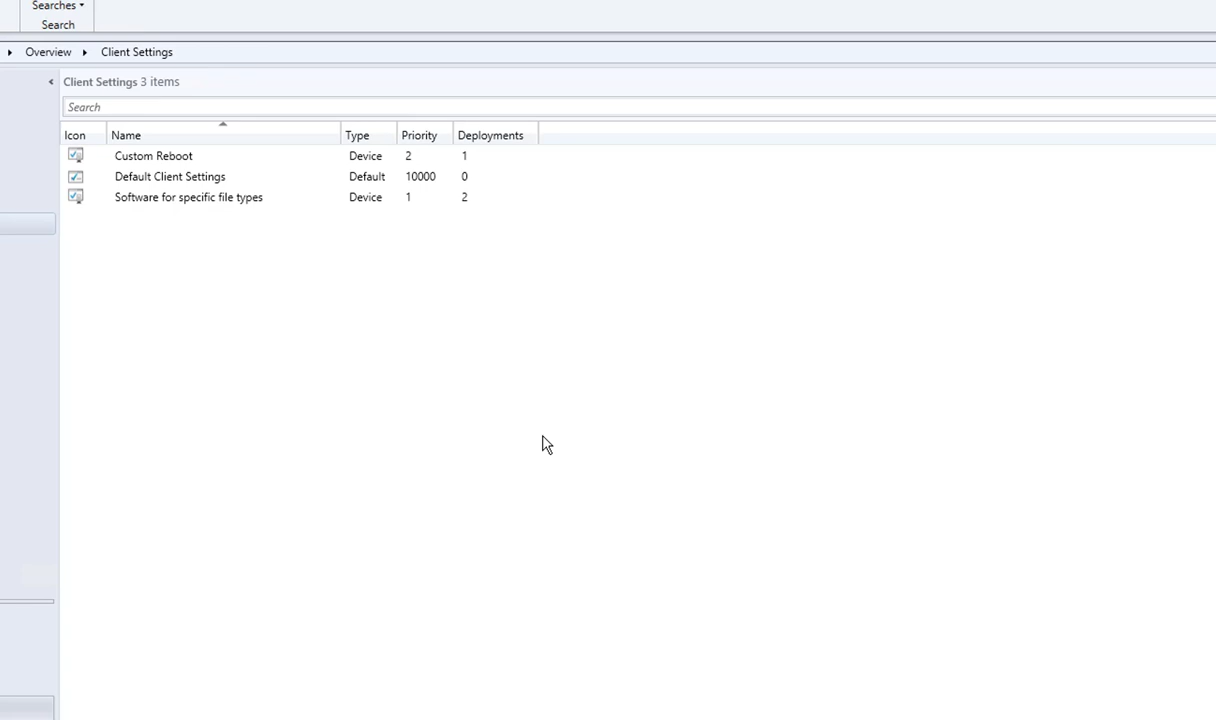 Searches
Search
Overview Client Settings
Client Settings 3 items
Search
Icon Name Type Priority Deployments
Custom Reboot Device 2 1
Default Client Settings Default 10000 0
Software for specific file types Device 1 2